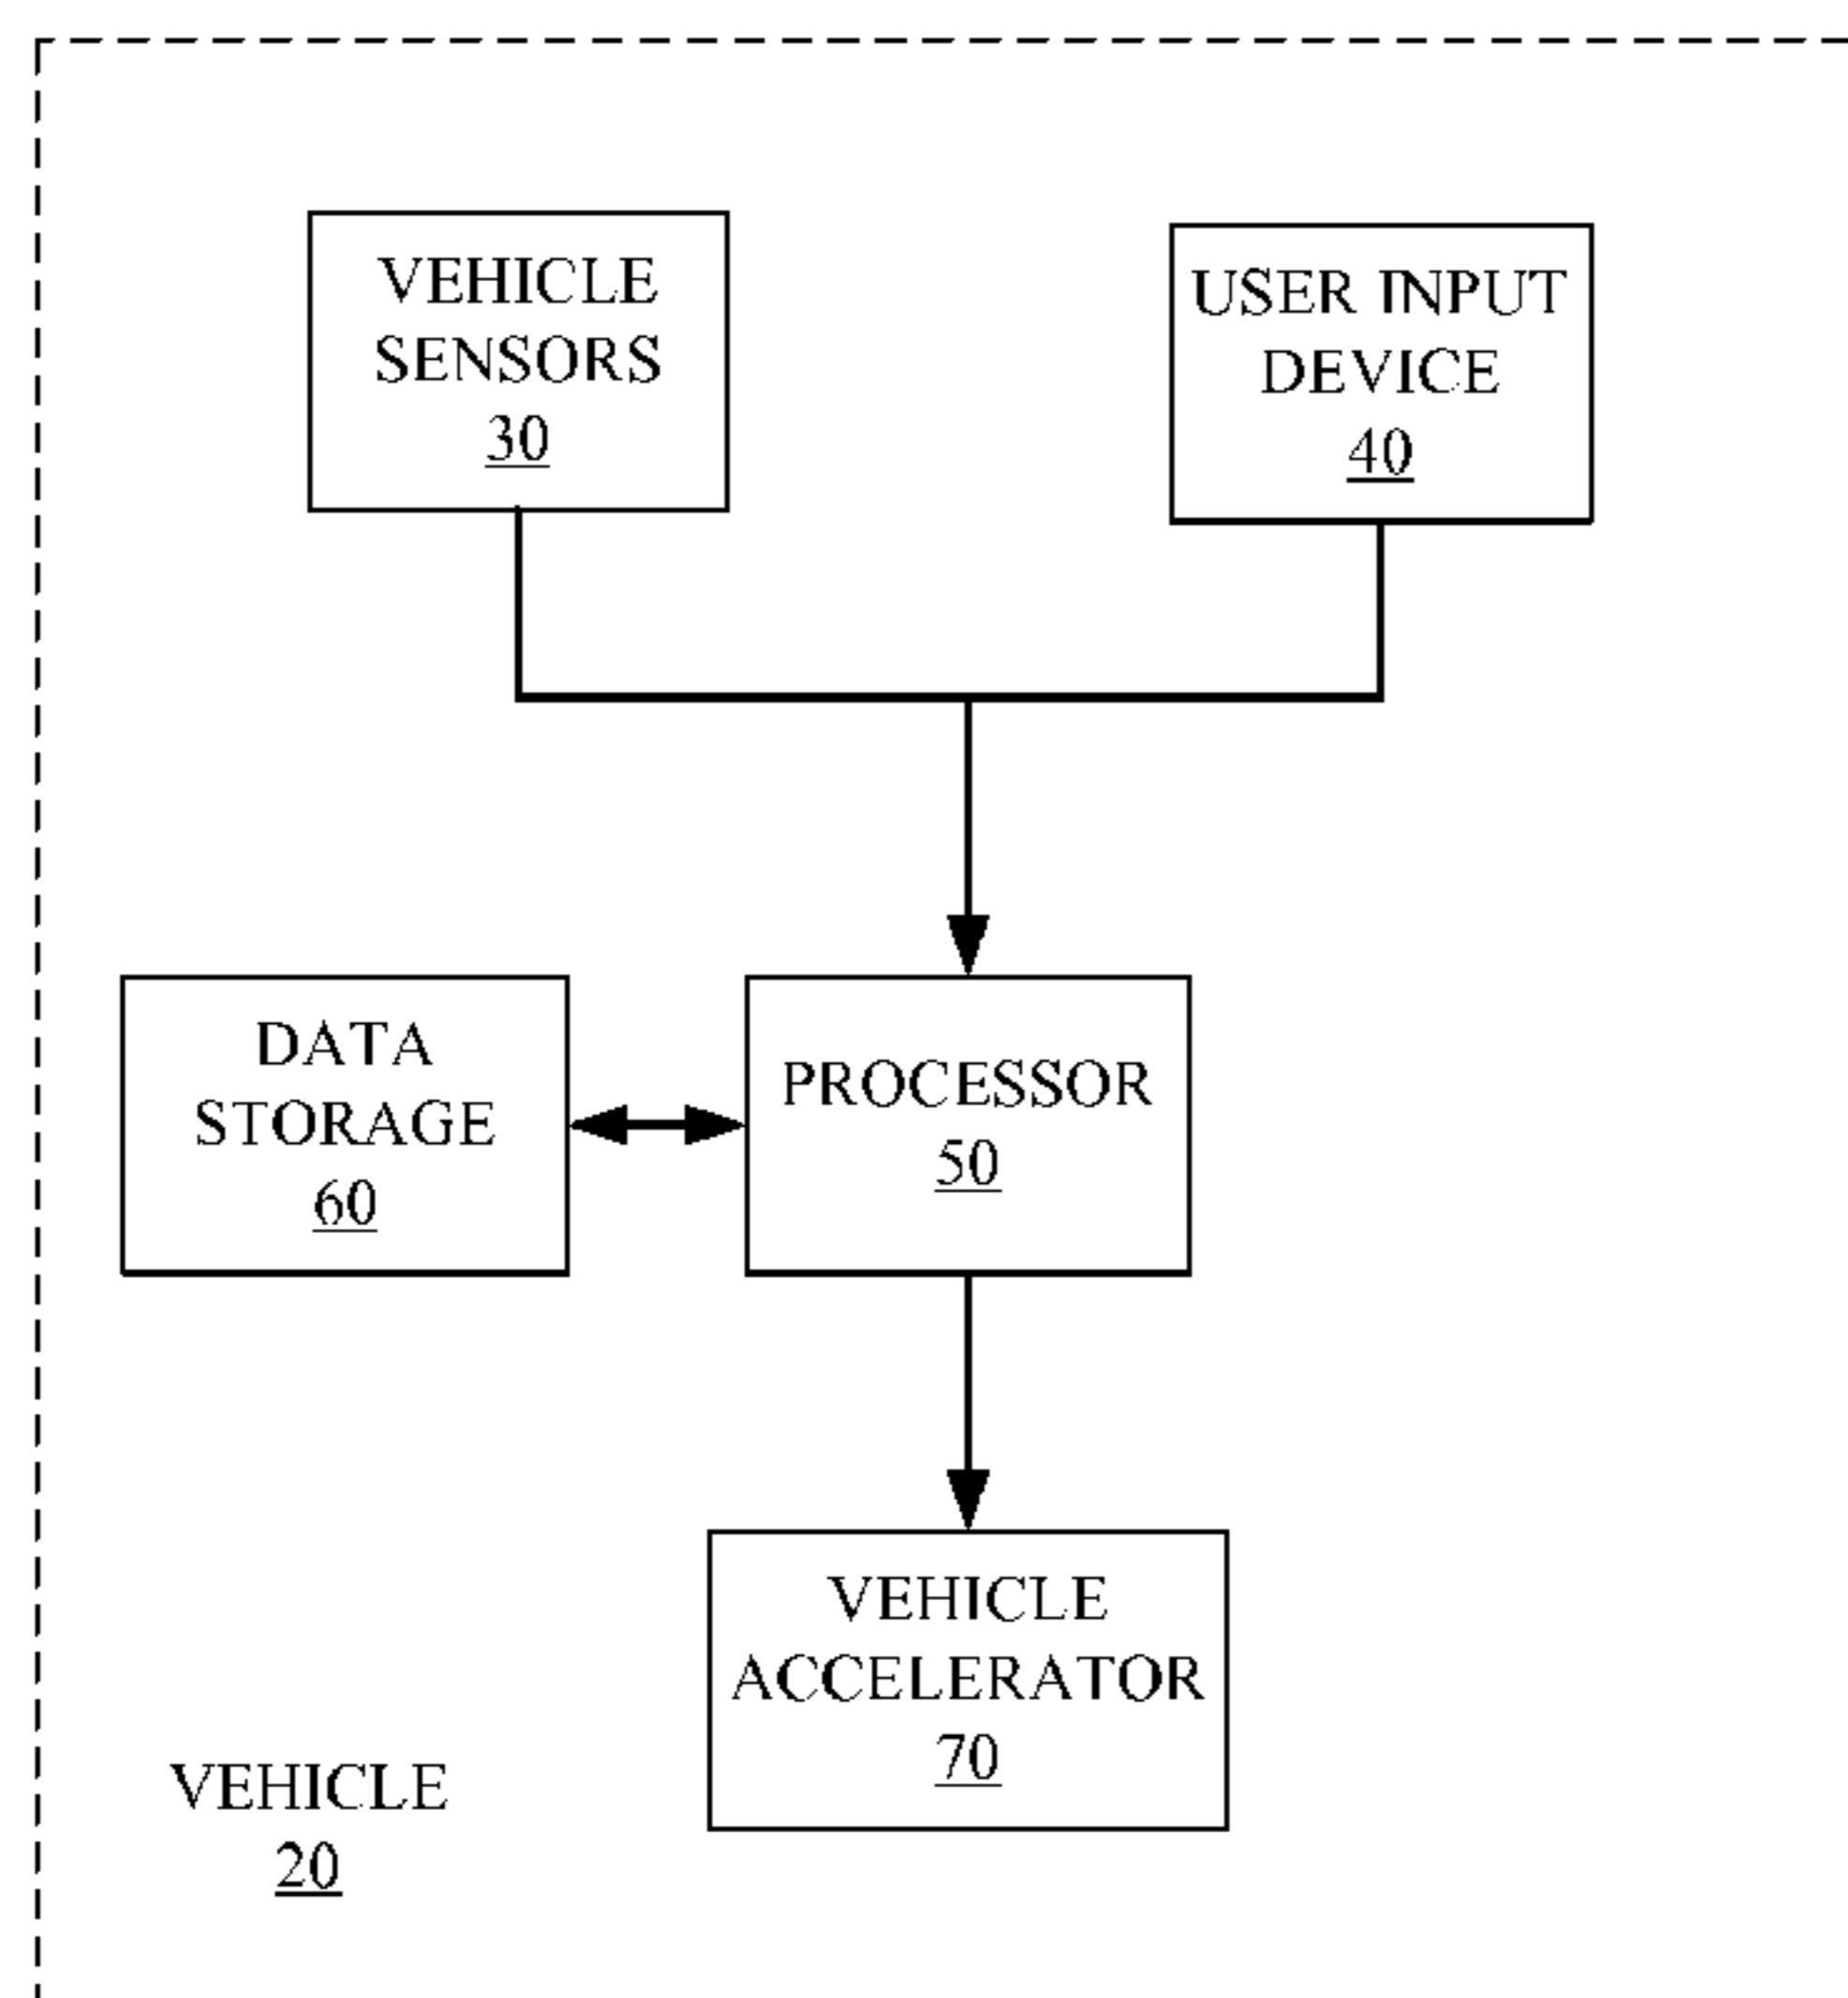 VEHICLE
SENSORS
30
USER INPUT
DEVICE
40
DATA
STORAGE
60
PROCESSOR
50
VEHICLE
ACCELERATOR
70
VEHICLE
20